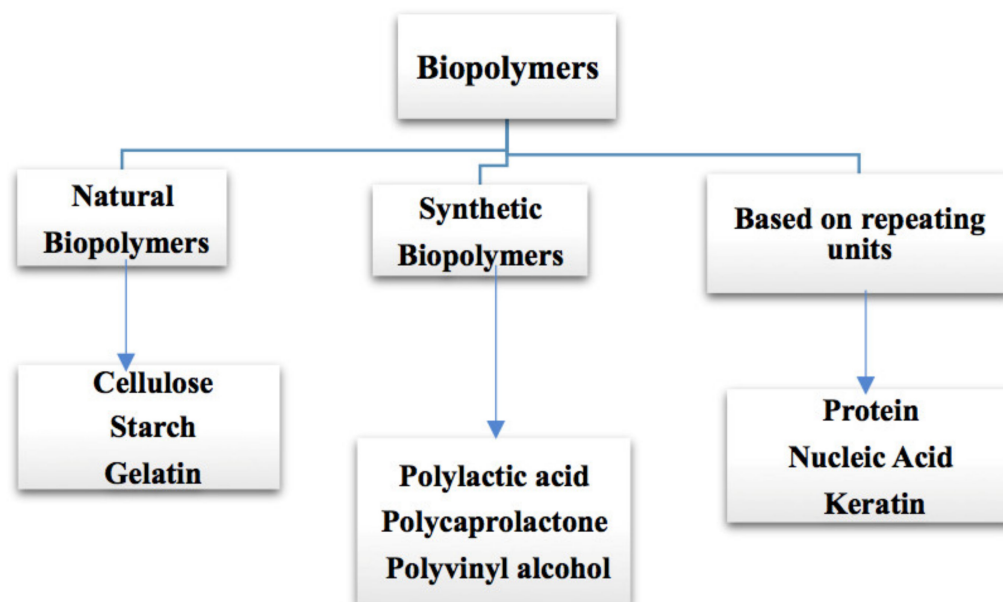 Biopolymers
Natural
Biopolymers
Synthetic
Biopolymers
Based on repeating
units
Cellulose
Starch
Gelatin
Polylactic acid
Polycaprolactone
Polyvinyl alcohol
Protein
Nucleic Acid
Keratin